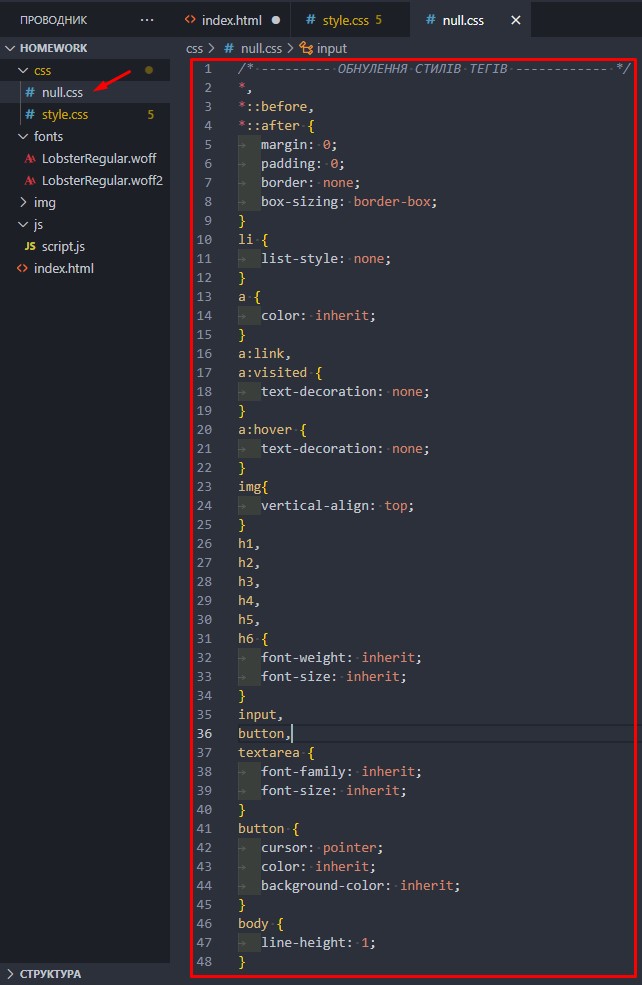 ПРОВОДНИК ···
index.html
style.css 5
null.css
HOMEWORK
css
null.css
style.css 5
fonts
LobsterRegular.woff
LobsterRegular.woff2
img
js
JS script.js
index.html
СТРУКТУРА
css > # null.css > input
1 /* ---------- ОБНУЛЕННЯ СТИЛІВ ТЕГІВ ------------- */
2 *,
3 *::before,
4 *::after {
5 margin: 0;
6 padding: 0;
7 border: none;
8 box-sizing: border-box;
9 }
10 li {
11 list-style: none;
12 }
13 a {
14 color: inherit;
15 }
16 a:link,
17 a:visited {
18 text-decoration: none;
19 }
20 a:hover {
21 text-decoration: none;
22 }
23 img{
24 vertical-align: top;
25 }
26 h1,
27 h2,
28 h3,
29 h4,
30 h5,
31 h6 {
32 font-weight: inherit;
33 font-size: inherit;
34 }
35 input,
36 button,
37 textarea {
38 font-family: inherit;
39 font-size: inherit;
40 }
41 button {
42 cursor: pointer;
43 color: inherit;
44 background-color: inherit;
45 }
46 body {
47 line-height: 1;
48 }